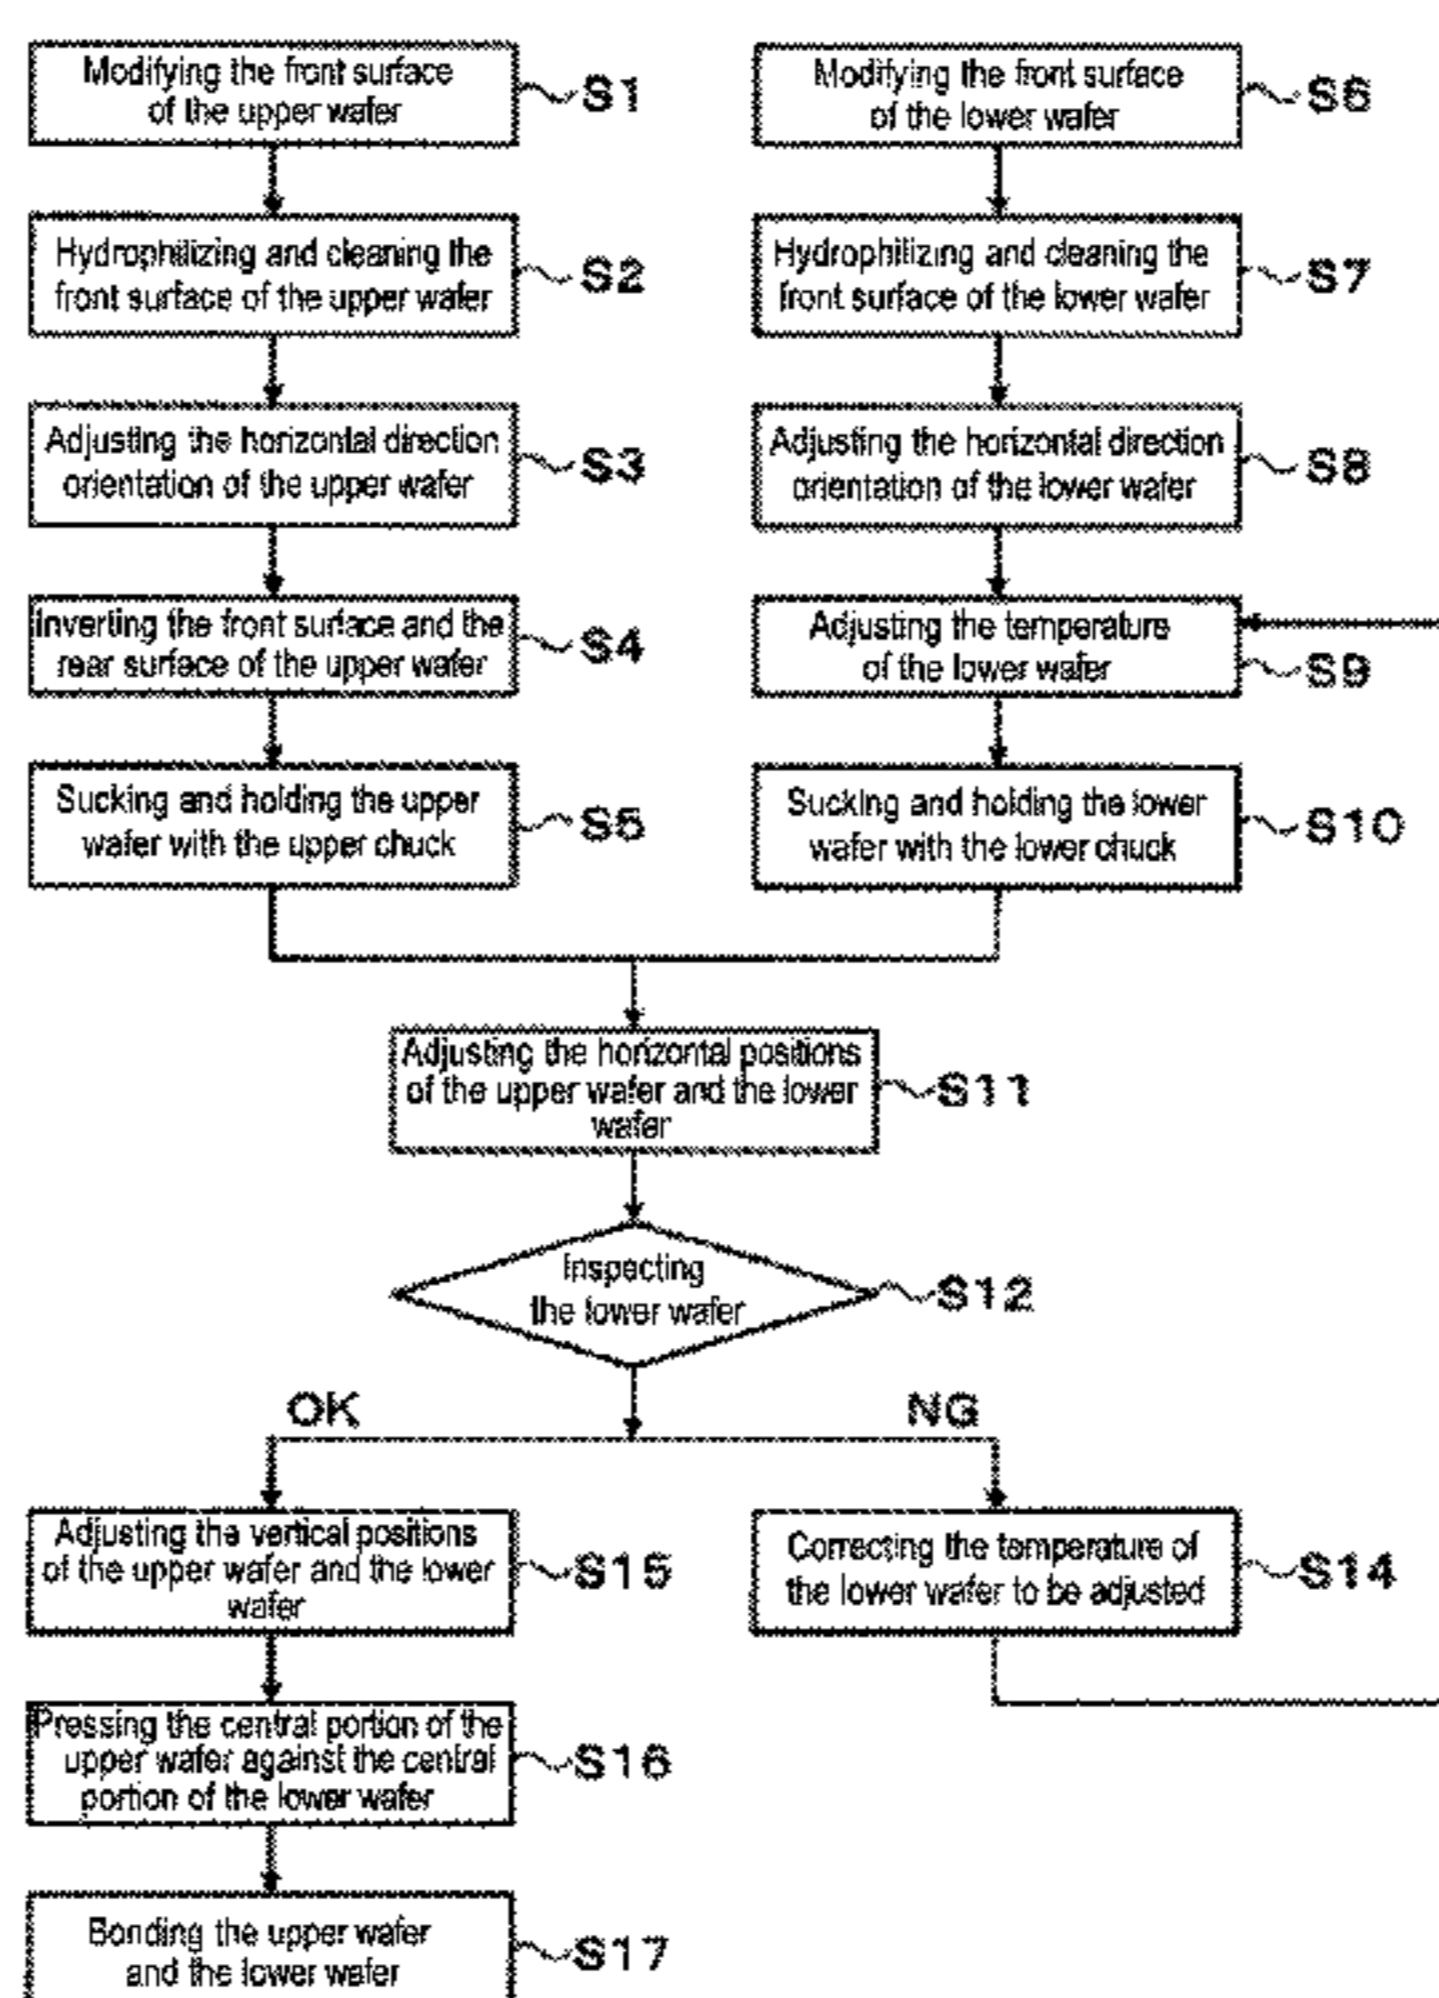 Modifying the front surface
of the upper wafer
S1
Hydrophilizing and cleaning the
front surface of the upper wafer
S2
Adjusting the horizontal direction
orientation of the upper wafer
S3
Inverting the front surface and the
rear surface of the upper wafer
S4
Sucking and holding the upper
wafer with the upper chuck
S5
Modifying the front surface
of the lower wafer
S6
Hydrophilizing and cleaning the
front surface of the lower wafer
S7
Adjusting the horizontal direction
orientation of the lower wafer
S8
Adjusting the temperature
of the lower wafer
S9
Sucking and holding the lower
wafer with the lower chuck
S10
Adjusting the horizontal positions
of the upper wafer and the lower
wafer
S11
Inspecting
the lower wafer
S12
OK
NG
Adjusting the vertical positions
of the upper wafer and the lower
wafer
S15
Correcting the temperature of
the lower wafer to be adjusted
S14
Pressing the central portion of the
upper wafer against the central
portion of the lower wafer
S16
Bonding the upper wafer
and the lower wafer
S17